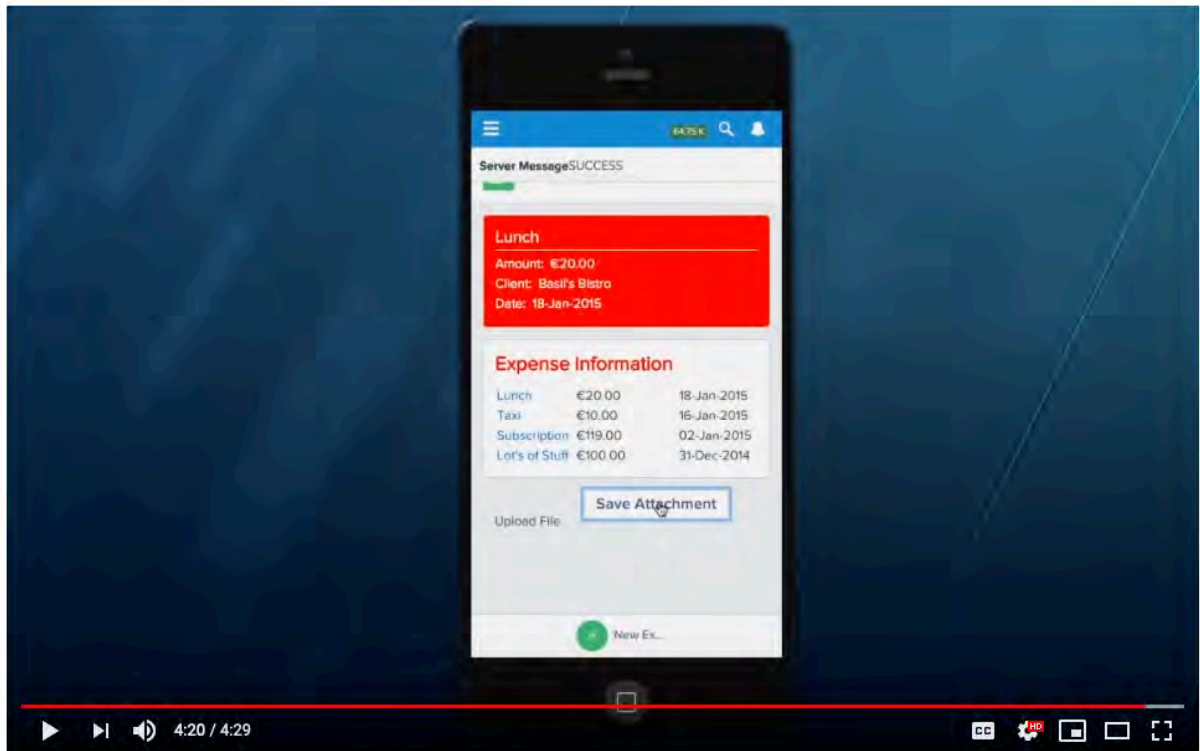 64.75 K
Server MessageSUCCESS
Lunch
Amount: €20.00
Client: Basil's Bistro
Date: 18-Jan-2015
Expense Information
Lunch €20.00 18-Jan-2015
Taxi €10.00 16-Jan-2015
Subscription €119.00 02-Jan-2015
Lot's of Stuff €100.00 31-Dec-2014
Save Attachment
Upload File
New Ex...
4:20 / 4:29
CC
HD